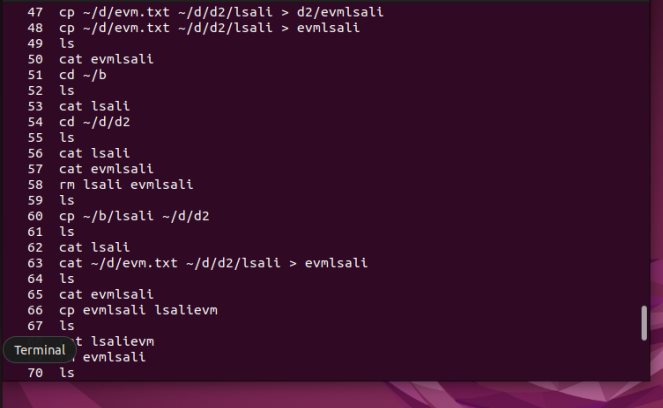 47 cp ~/d/evm.txt ~/d/d2/lsali > d2/evmlsali
48 cp ~/d/evm.txt ~/d/d2/lsali > evmlsali
49 ls
50 cat evmlsali
51 cd ~/b
52 ls
53 cat lsali
54 cd ~/d/d2
55 ls
56 cat lsali
57 cat evmlsali
58 rm lsali evmlsali
59 ls
60 cp ~/b/lsali ~/d/d2
61 ls
62 cat lsali
63 cat ~/d/evm.txt ~/d/d2/lsali > evmlsali
64 ls
65 cat evmlsali
66 cp evmlsali lsalievm
67 ls
lsalievm
Terminal
evmlsali
70 ls